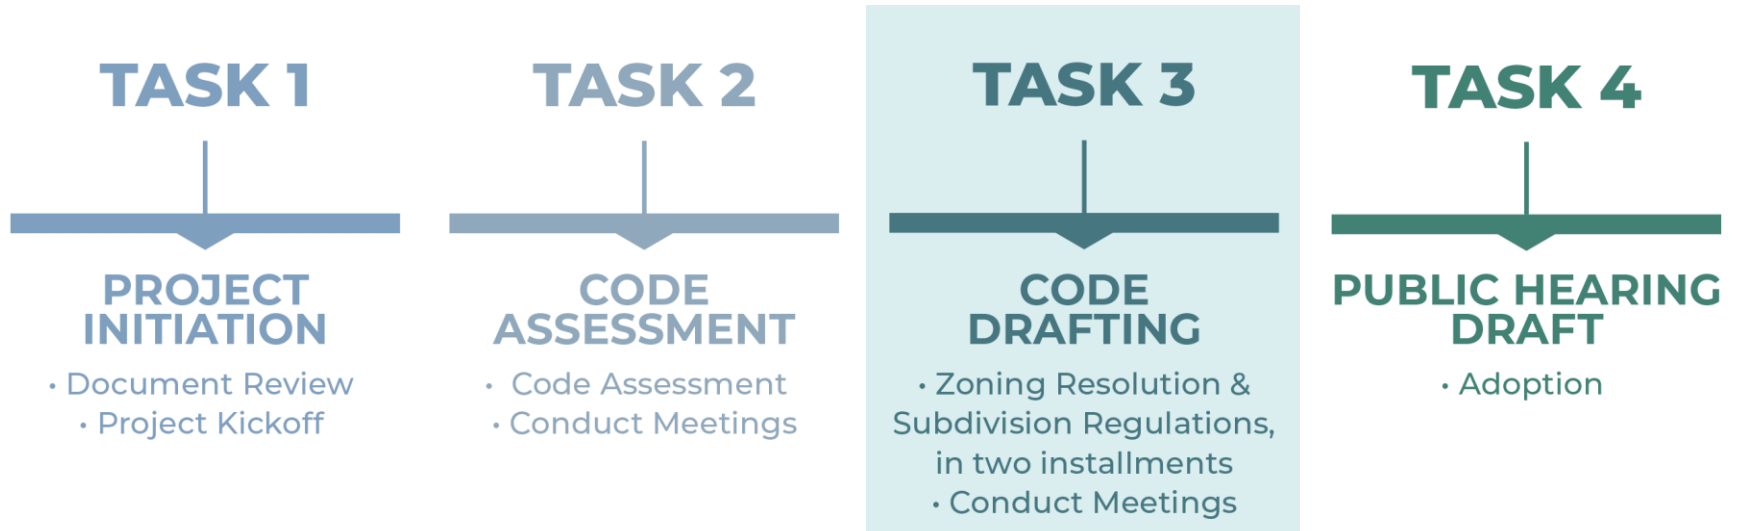 TASK 1
PROJECT
INITIATION
• Document Review
• Project Kickoff
TASK 2
CODE
ASSESSMENT
• Code Assessment
• Conduct Meetings
TASK 3
CODE
DRAFTING
• Zoning Resolution &
Subdivision Regulations,
in two installments
• Conduct Meetings
TASK 4
PUBLIC HEARING
DRAFT
• Adoption